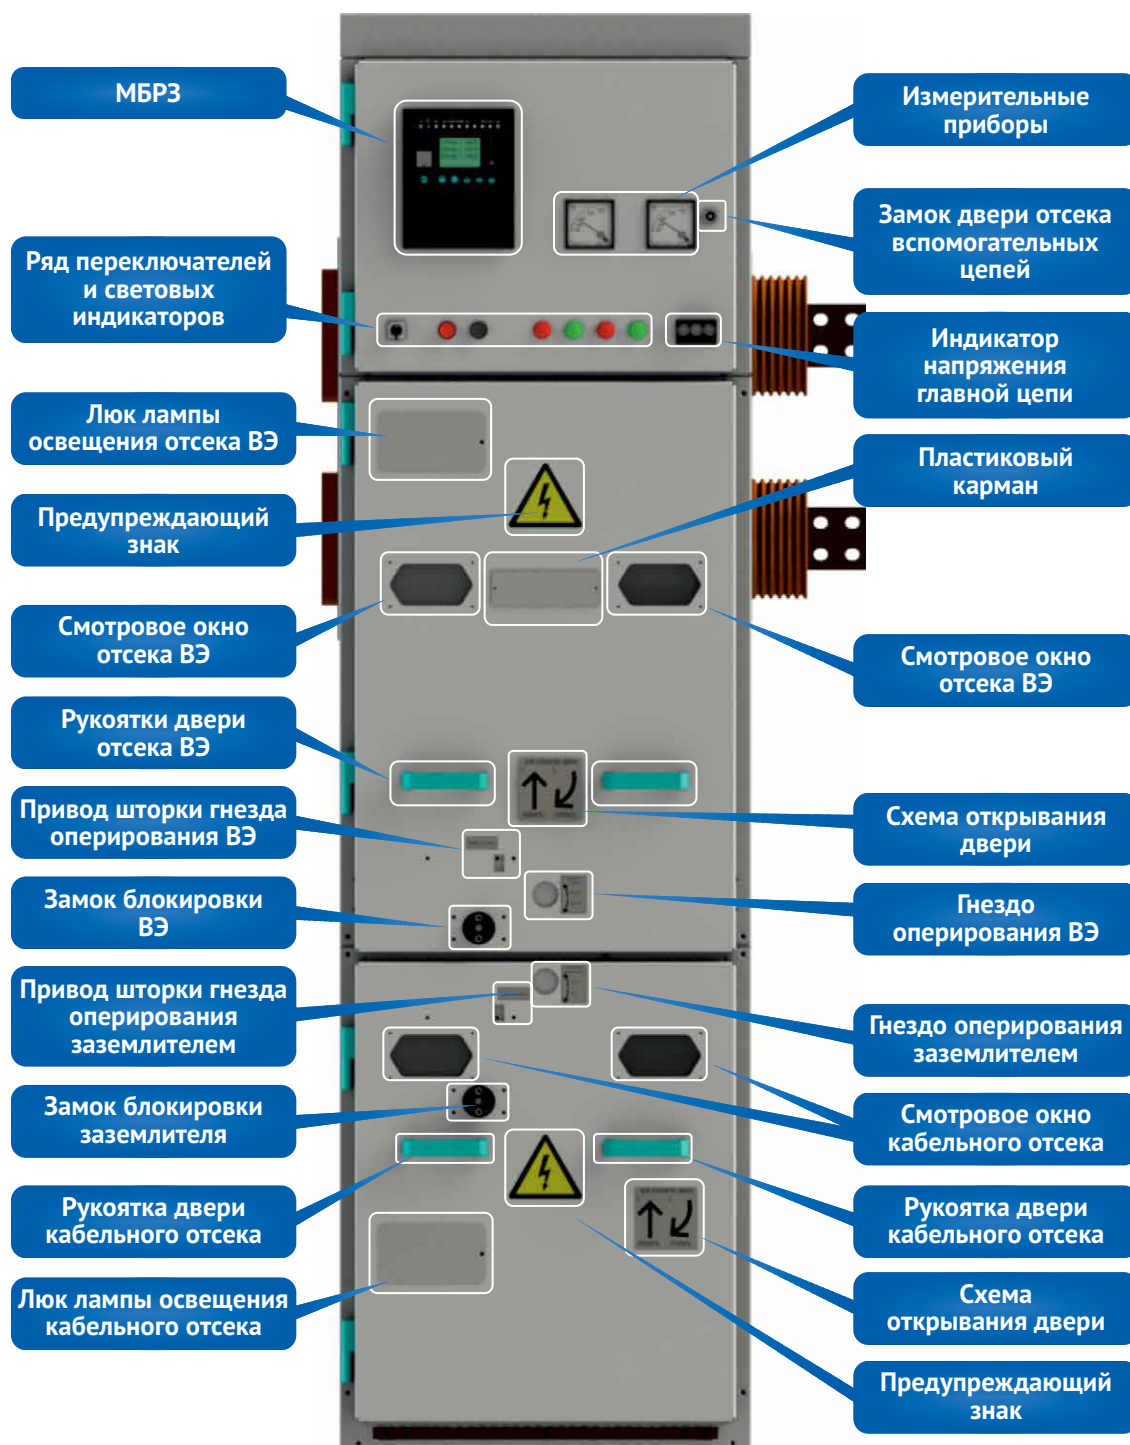 МБРЗ
Ряд переключателей
и световых
индикаторов
Люк лампы
освещения отсека ВЭ
Предупреждающий
знак
Смотровое окно
отсека ВЭ
Рукоятки двери
отсека ВЭ
Привод шторки гнезда
оперирования ВЭ
Замок блокировки
ВЭ
Привод шторки гнезда
оперирования
заземлителем
Замок блокировки
заземлителя
Рукоятка двери
кабельного отсека
Люк лампы освещения
кабельного отсека
Измерительные
приборы
Замок двери отсека
вспомогательных
цепей
Индикатор
напряжения
главной цепи
Пластиковый
карман
Смотровое окно
отсека ВЭ
Схема открывания
двери
Гнездо
оперирования ВЭ
Гнездо оперирования
заземлителем
Смотровое окно
кабельного отсека
Рукоятка двери
кабельного отсека
Схема
открывания двери
Предупреждающий
знак